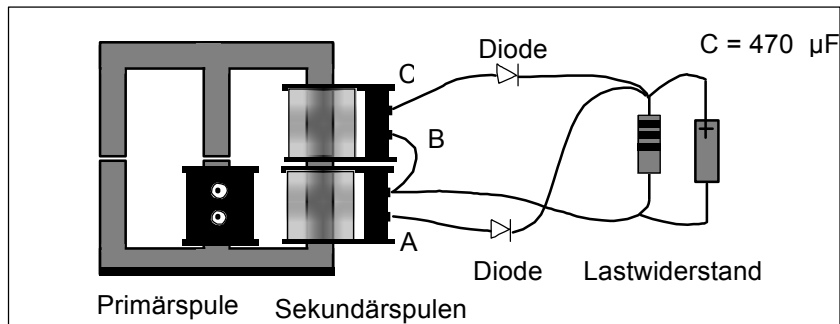 Diode
C = 470 µF
C
B
A
Diode
Lastwiderstand
Primärspule
Sekundärspulen
+